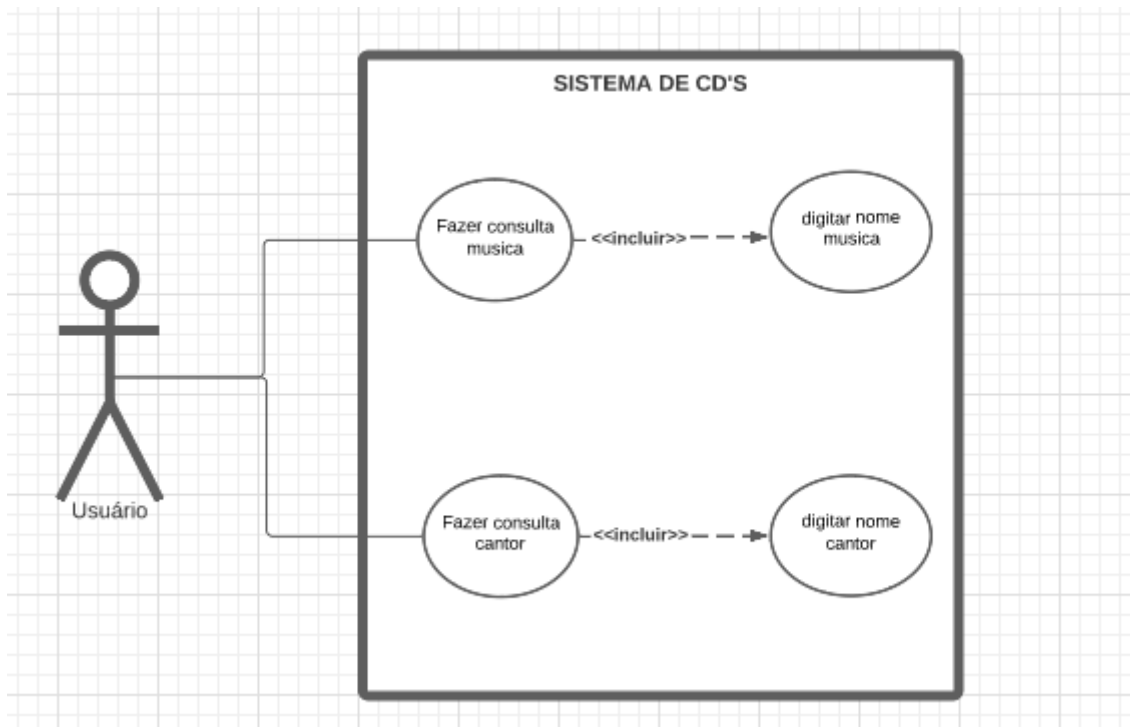 SISTEMA DE CD'S
Fazer consulta
musica
<<incluir>>
digitar nome
musica
Usuário
Fazer consulta
cantor
<<incluir>>
digitar nome
cantor